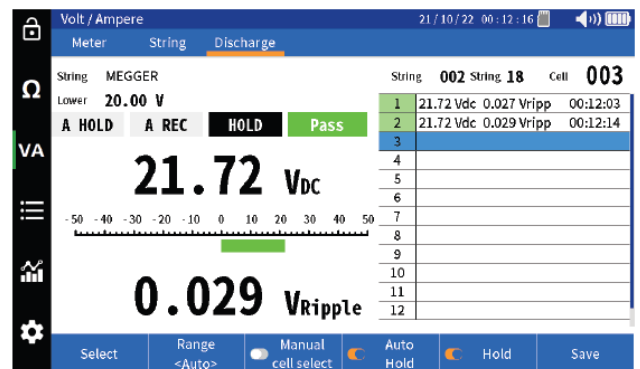 Volt / Ampere 21/10/22 00:12:16
Meter String Discharge
String MEGGER
Lower 20.00 V
A HOLD A REC HOLD Pass
21.72 VDC
-50 -40 -30 -20 -10 0 10 20 30 40 50
0.029 VRipple
String 002 String 18 Cell 003
1 21.72 Vdc 0.027 Vripp 00:12:03
2 21.72 Vdc 0.029 Vripp 00:12:14
3
4
5
6
7
8
9
10
11
12
Ω
VA
Select
Range
<Auto>
Manual
cell select
Auto
Hold
Hold
Save